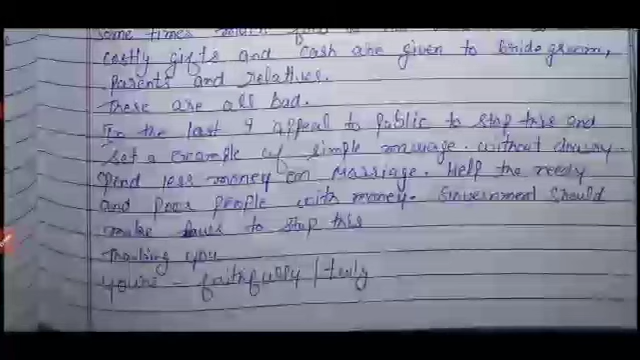 some times
costly gifts and cash are given to bridegroom,
Parents and relatives.
These are all bad.
In the last I appeal to public to stop this and
set a example of simple marriage. without dowry.
spend less money on Marriage. Help the needy
and poor people with money. Government should
make laws to stop this
Thanking you
yours - faithfully / truly